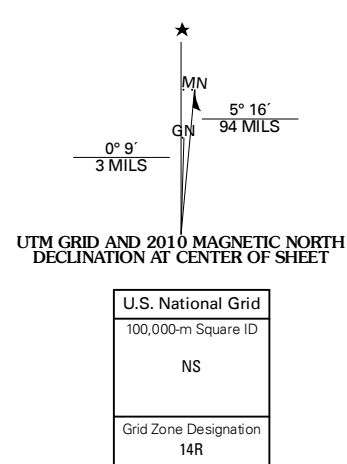 ★
MN
GN
5° 16´
94 MILS
0° 9´
3 MILS
UTM GRID AND 2010 MAGNETIC NORTH
DECLINATION AT CENTER OF SHEET
U.S. National Grid
100,000-m Square ID
NS
Grid Zone Designation
14R